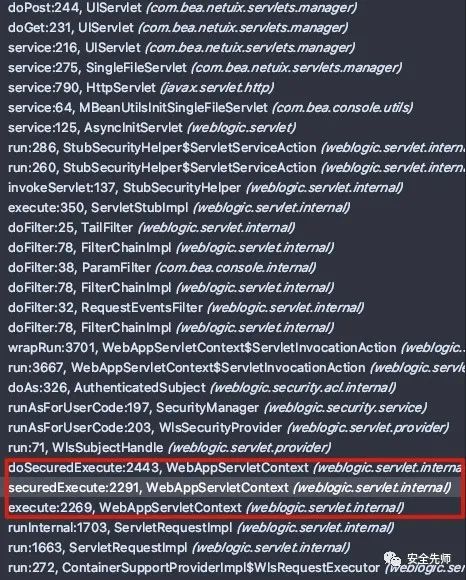 doPost:244, UIServlet (com.bea.netuix.servlets.manager)
doGet:231, UIServlet (com.bea.netuix.servlets.manager)
service:216, UIServlet (com.bea.netuix.servlets.manager)
service:275, SingleFileServlet (com.bea.netuix.servlets.manager)
service:790, HttpServlet (javax.servlet.http)
service:64, MBeanUtilsInitSingleFileServlet (com.bea.console.utils)
service:125, AsyncInitServlet (weblogic.servlet)
run:286, StubSecurityHelper$ServletServiceAction (weblogic.servlet.intern
run:260, StubSecurityHelper$ServletServiceAction (weblogic.servlet.intern
invokeServlet:137, StubSecurityHelper (weblogic.servlet.internal)
execute:350, ServletStubImpl (weblogic.servlet.internal)
doFilter:25, TailFilter (weblogic.servlet.internal)
doFilter:78, FilterChainImpl (weblogic.servlet.internal)
doFilter:38, ParamFilter (com.bea.console.internal)
doFilter:78, FilterChainImpl (weblogic.servlet.internal)
doFilter:32, RequestEventsFilter (weblogic.servlet.internal)
doFilter:78, FilterChainImpl (weblogic.servlet.internal)
wrapRun:3701, WebAppServletContext$ServletInvocationAction (weblogic.
run:3667, WebAppServletContext$ServletInvocationAction (weblogic.serv
doAs:326, AuthenticatedSubject (weblogic.security.acl.internal)
runAsForUserCode:197, SecurityManager (weblogic.security.service)
runAsForUserCode:203, WlsSecurityProvider (weblogic.servlet.provider)
run:71, WlsSubjectHandle (weblogic.servlet.provider)
doSecuredExecute:2443, WebAppServletContext (weblogic.servlet.interna
securedExecute:2291, WebAppServletContext (weblogic.servlet.internal)
execute:2269, WebAppServletContext (weblogic.servlet.internal)
runInternal:1703, ServletRequestImpl (weblogic.servlet.internal)
run:1663, ServletRequestImpl (weblogic.servlet.internal)
run:272, ContainerSupportProviderImpl$WlsRequestExecutor (weblogic.
安全先师